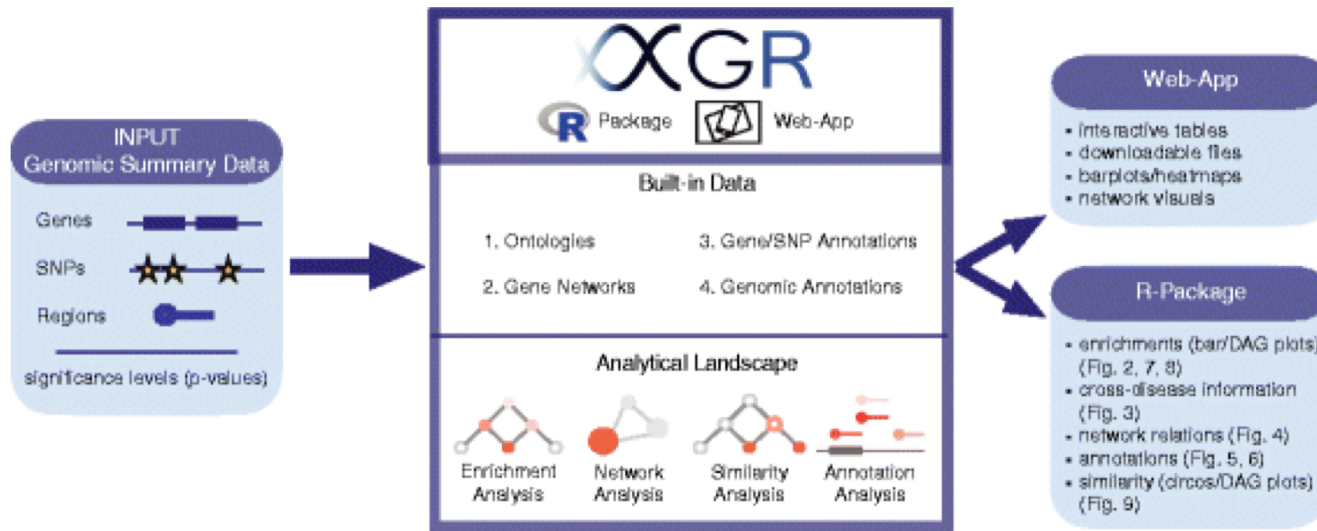 INPUT
Genomic Summary Data
Genes
SNPs
Regions
significance levels (p-values)
XGR
R Package
Web-App
Built-in Data
1. Ontologies
3. Gene/SNP Annotations
2. Gene Networks
4. Genomic Annotations
Analytical Landscape
Enrichment
Analysis
Network
Analysis
Similarity
Analysis
Annotation
Analysis
Web-App
• interactive tables
• downloadable files
• barplots/heatmaps
• network visuals
R-Package
• enrichments (bar/DAG plots)
(Fig. 2, 7, 8)
• cross-disease information
(Fig. 3)
• network relations (Fig. 4)
• annotations (Fig. 5, 6)
• similarity (circos/DAG plots)
(Fig. 9)